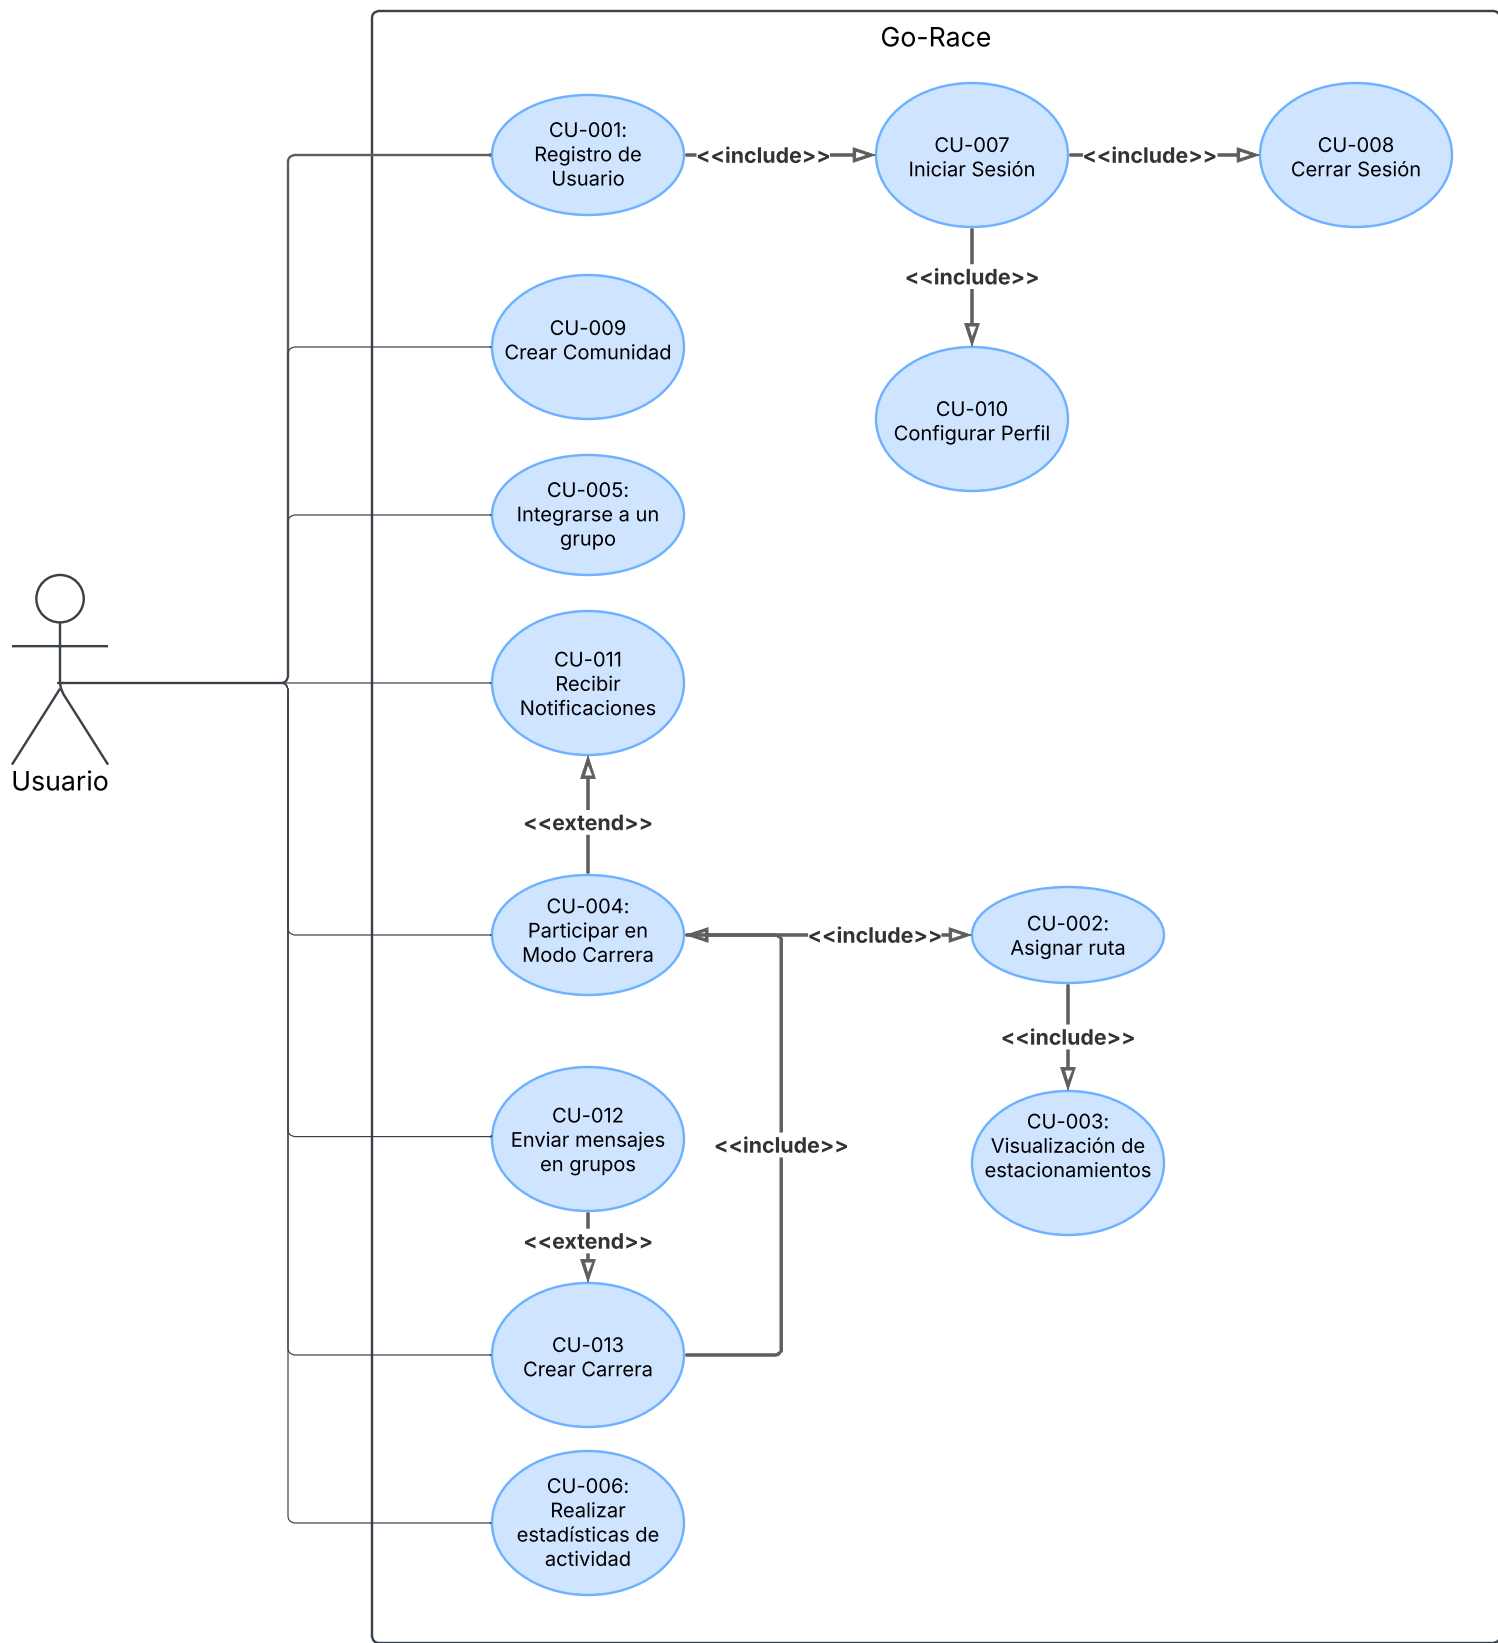 Go-Race
CU-001:
Registro de
Usuario
<<include>>
CU-007
Iniciar Sesión
<<include>>
CU-008
Cerrar Sesión
<<include>>
CU-009
Crear Comunidad
CU-010
Configurar Perfil
CU-005:
Integrarse a un
grupo
CU-011
Recibir
Notificaciones
Usuario
<<extend>>
CU-004:
Participar en
Modo Carrera
<<include>>
CU-002:
Asignar ruta
<<include>>
CU-003:
Visualización de
estacionamientos
CU-012
Enviar mensajes
en grupos
<<include>>
<<extend>>
CU-013
Crear Carrera
CU-006:
Realizar
estadísticas de
actividad